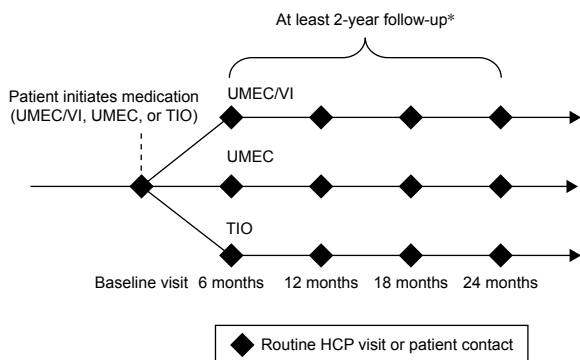 At least 2-year follow-up*
Patient initiates medication
(UMEC/VI, UMEC, or TIO)
UMEC/VI
UMEC
TIO
Baseline visit 6 months 12 months 18 months 24 months
Routine HCP visit or patient contact